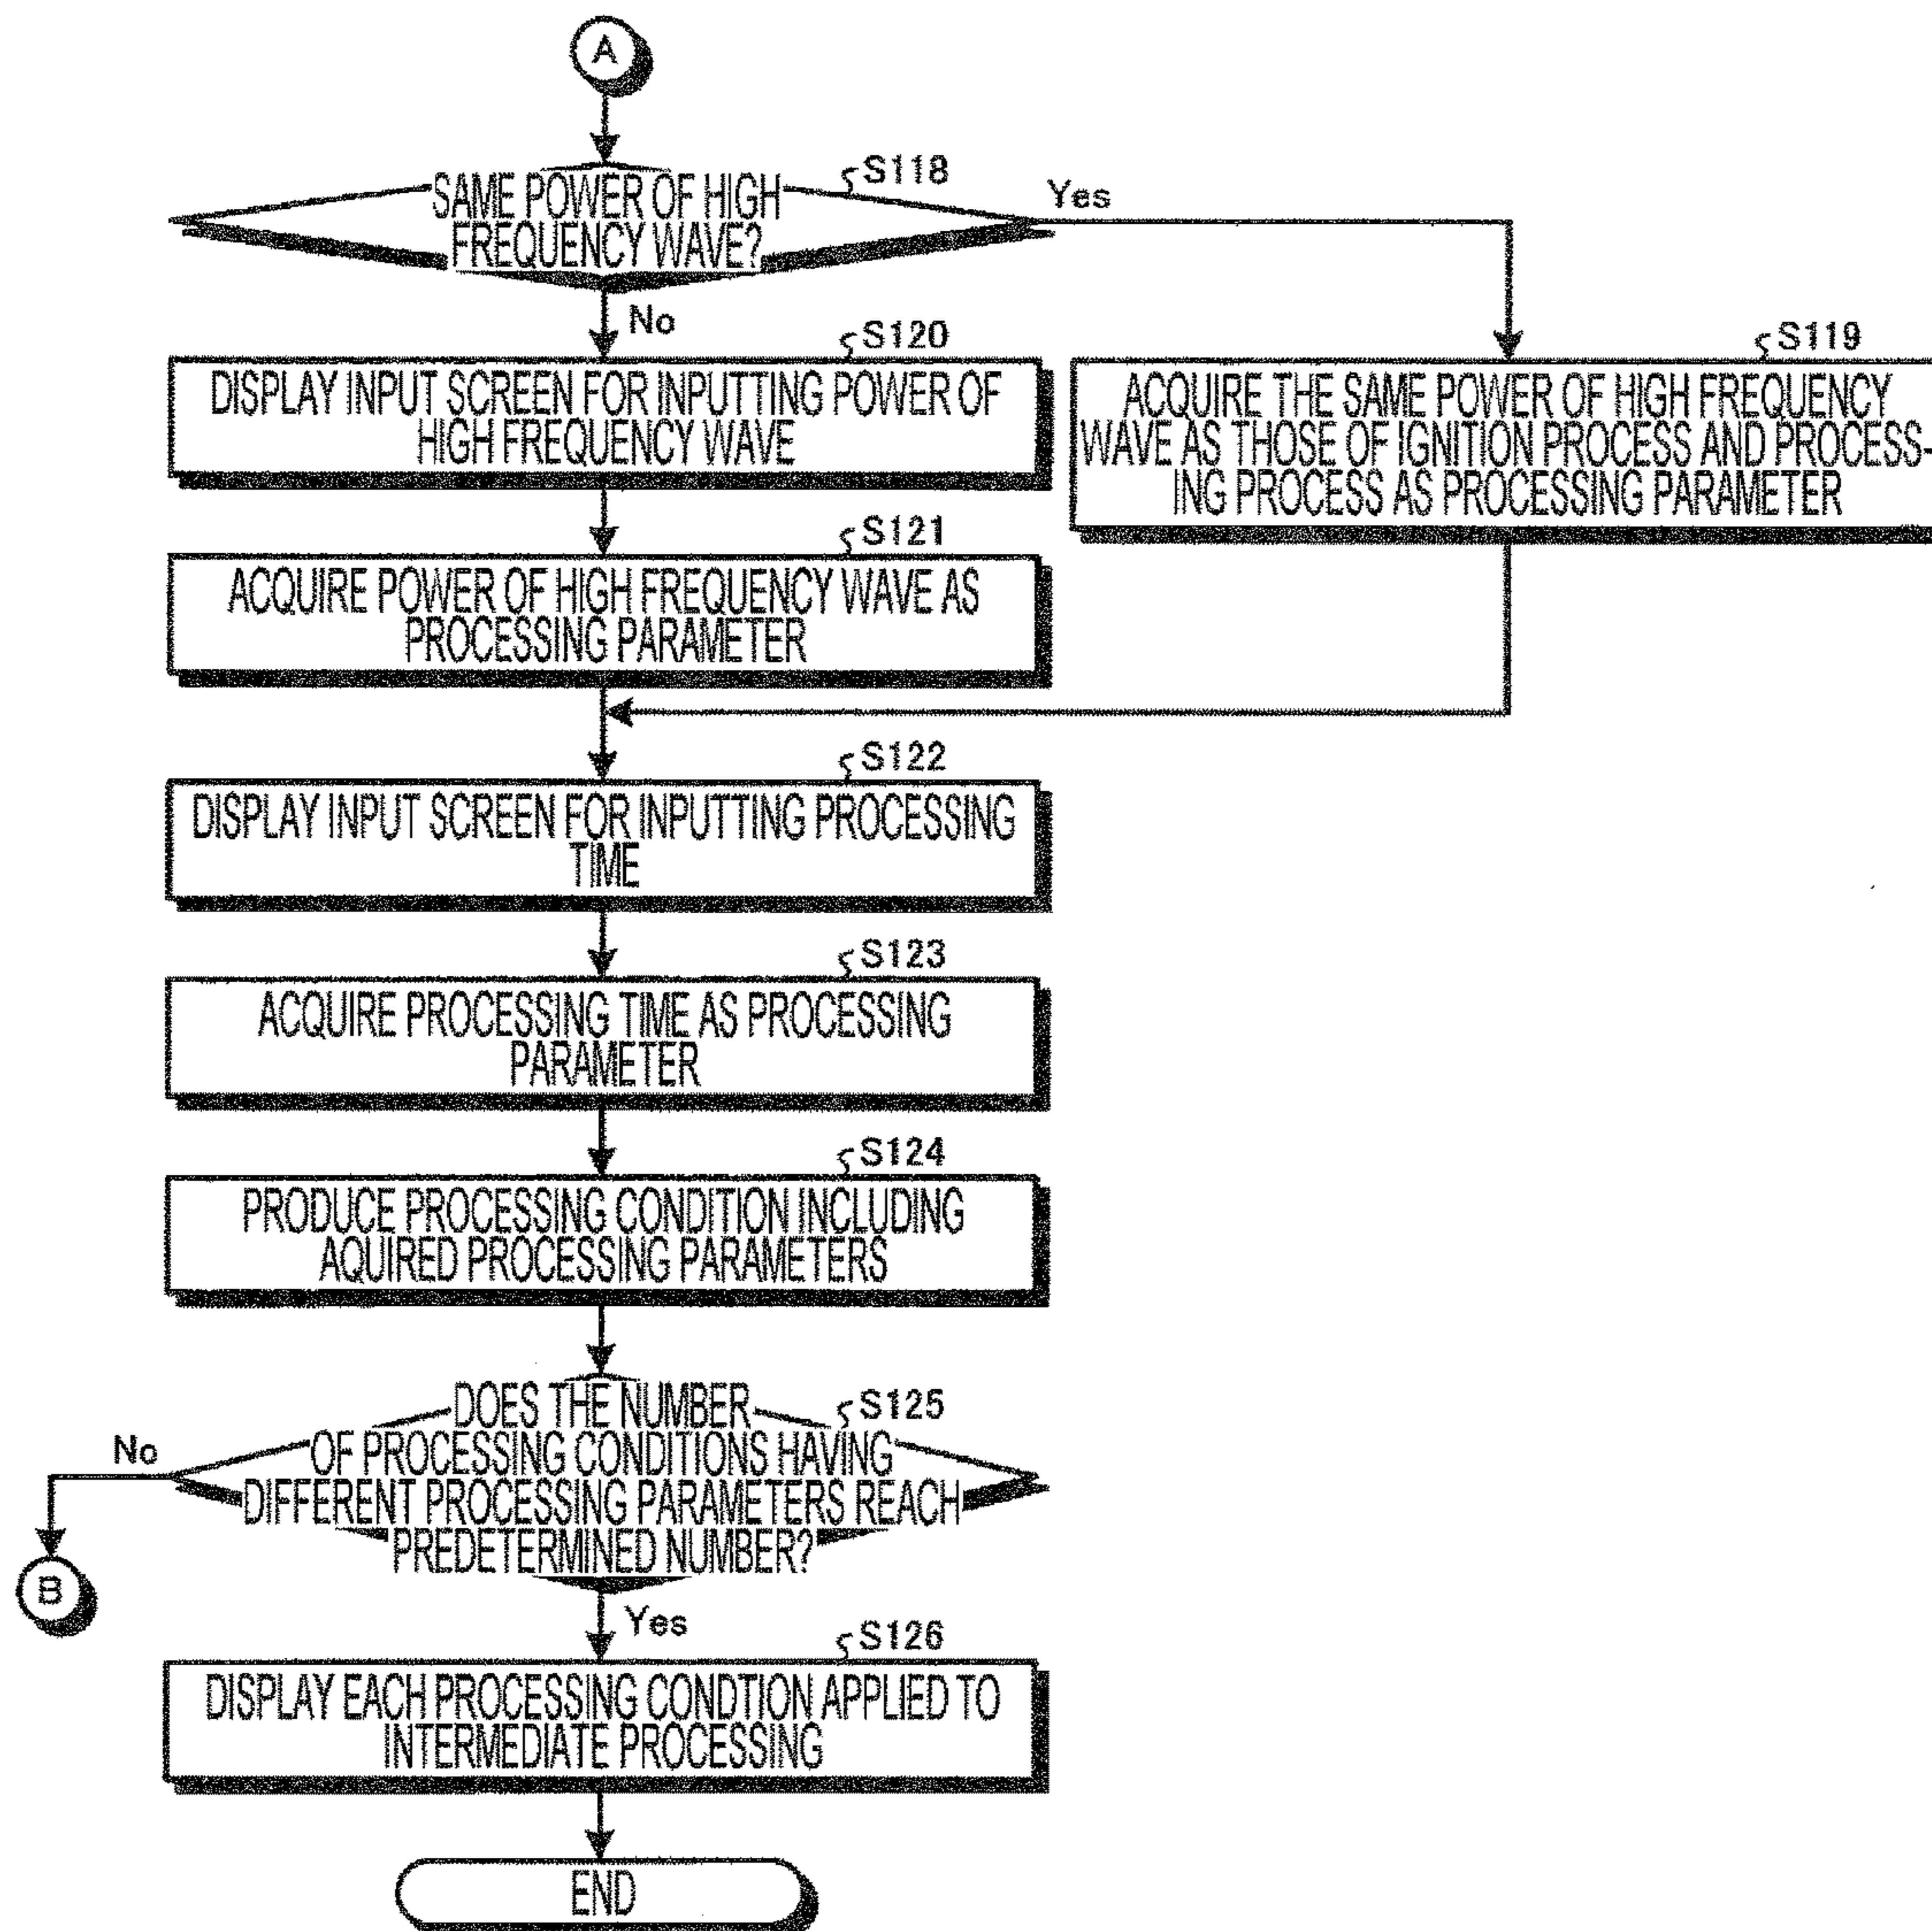 A
S118
SAME POWER OF HIGH
FREQUENCY WAVE?
Yes
No
S120
DISPLAY INPUT SCREEN FOR INPUTTING POWER OF
HIGH FREQUENCY WAVE
S119
ACQUIRE THE SAME POWER OF HIGH FREQUENCY
WAVE AS THOSE OF IGNITION PROCESS AND PROCESS-
ING PROCESS AS PROCESSING PARAMETER
S121
ACQUIRE POWER OF HIGH FREQUENCY WAVE AS
PROCESSING PARAMETER
S122
DISPLAY INPUT SCREEN FOR INPUTTING PROCESSING
TIME
S123
ACQUIRE PROCESSING TIME AS PROCESSING
PARAMETER
S124
PRODUCE PROCESSING CONDITION INCLUDING
AQUIRED PROCESSING PARAMETERS
S125
DOES THE NUMBER
OF PROCESSING CONDITIONS HAVING
DIFFERENT PROCESSING PARAMETERS REACH
PREDETERMINED NUMBER?
No
B
Yes
S126
DISPLAY EACH PROCESSING CONDTION APPLIED TO
INTERMEDIATE PROCESSING
END